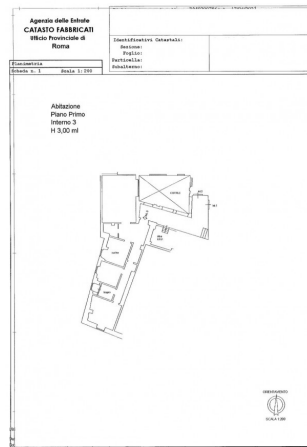 Agenzia delle Entrate
CATASTO FABBRICATI
Ufficio Provinciale di
Roma
Identificativi Catastali:
Sezione:
Foglio:
Particella:
Subalterno:
Planimetria
Scheda n. 1 Scala 1:200
Abitazione
Piano Primo
Interno 3
H 3,00 ml
ORIENTAMENTO
SCALA 1:200